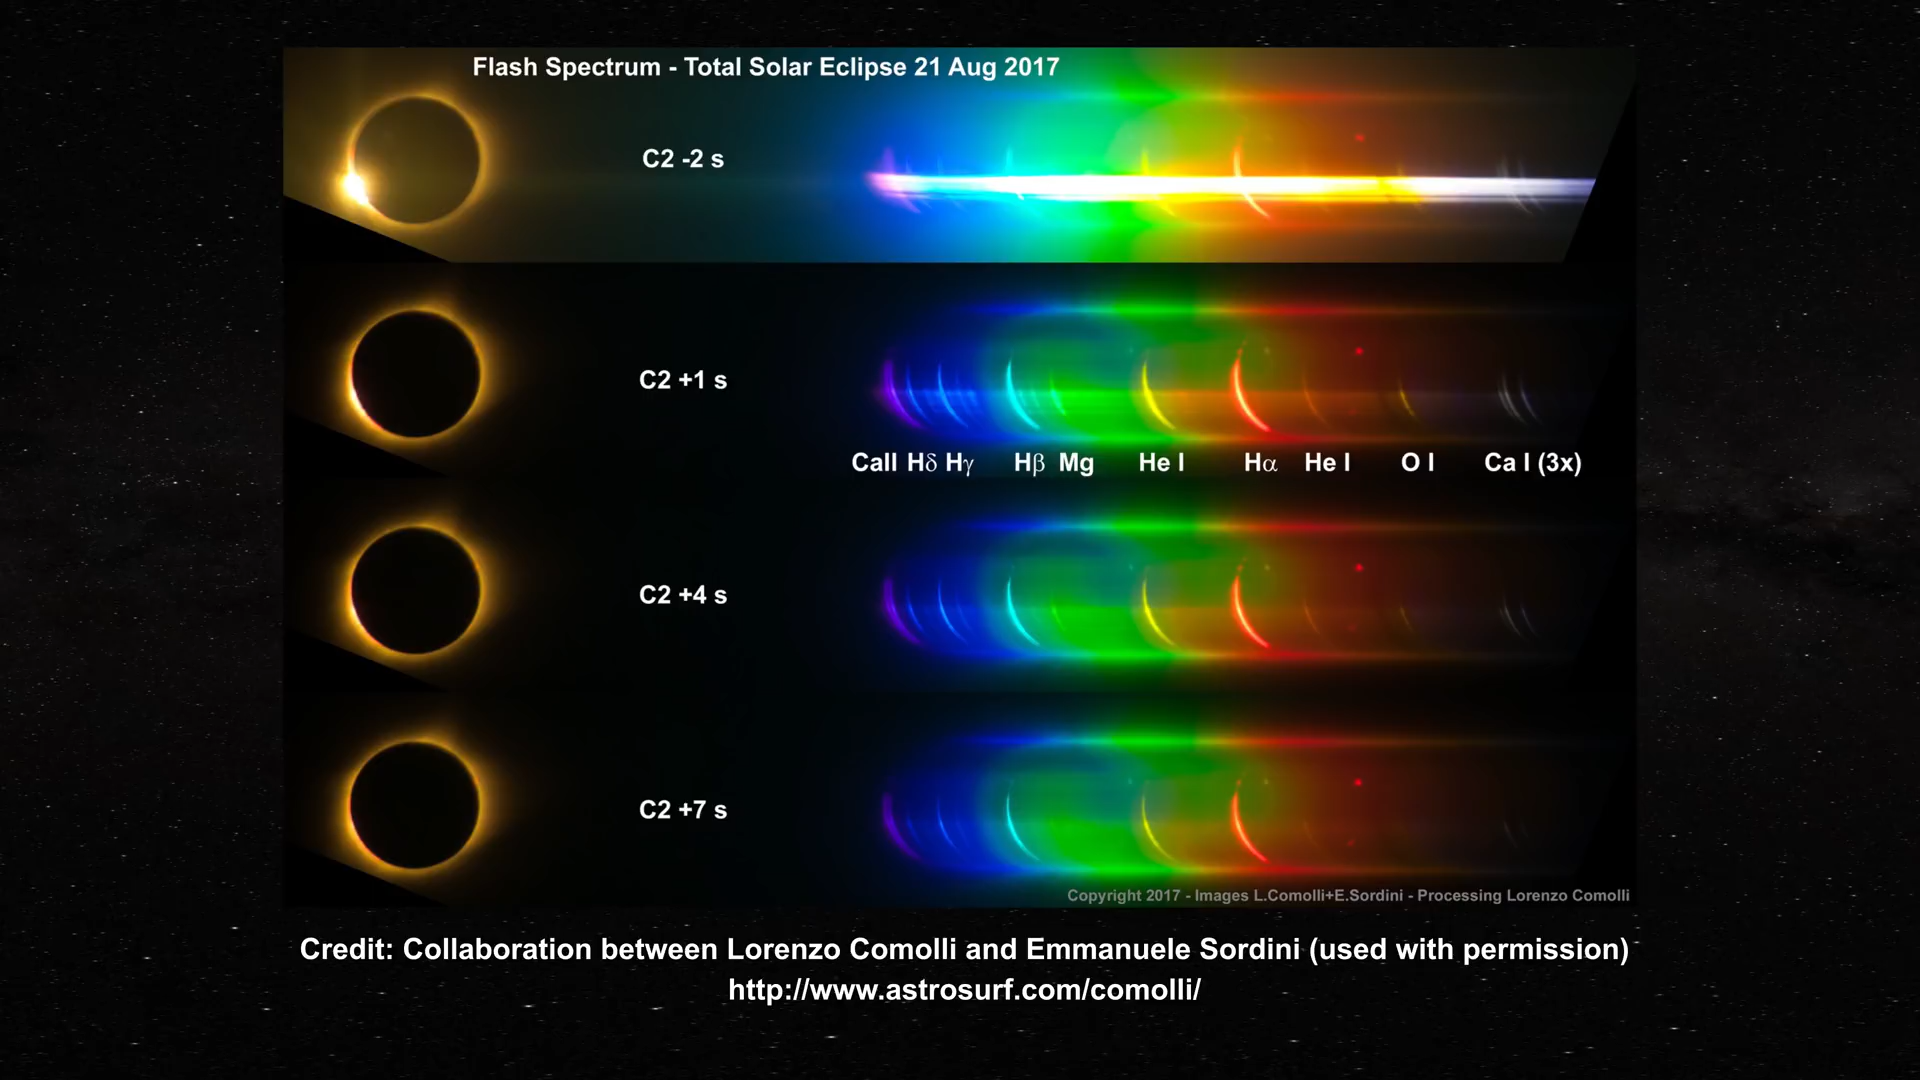 Flash Spectrum - Total Solar Eclipse 21 Aug 2017
C2 -2 s
C2 +1 s
CaII Hδ Hγ Hβ Mg He I Hα He I O I Ca I (3x)
C2 +4 s
C2 +7 s
Copyright 2017 - Images L.Comolli+E.Sordini - Processing Lorenzo Comolli
Credit: Collaboration between Lorenzo Comolli and Emmanuele Sordini (used with permission)
http://www.astrosurf.com/comolli/